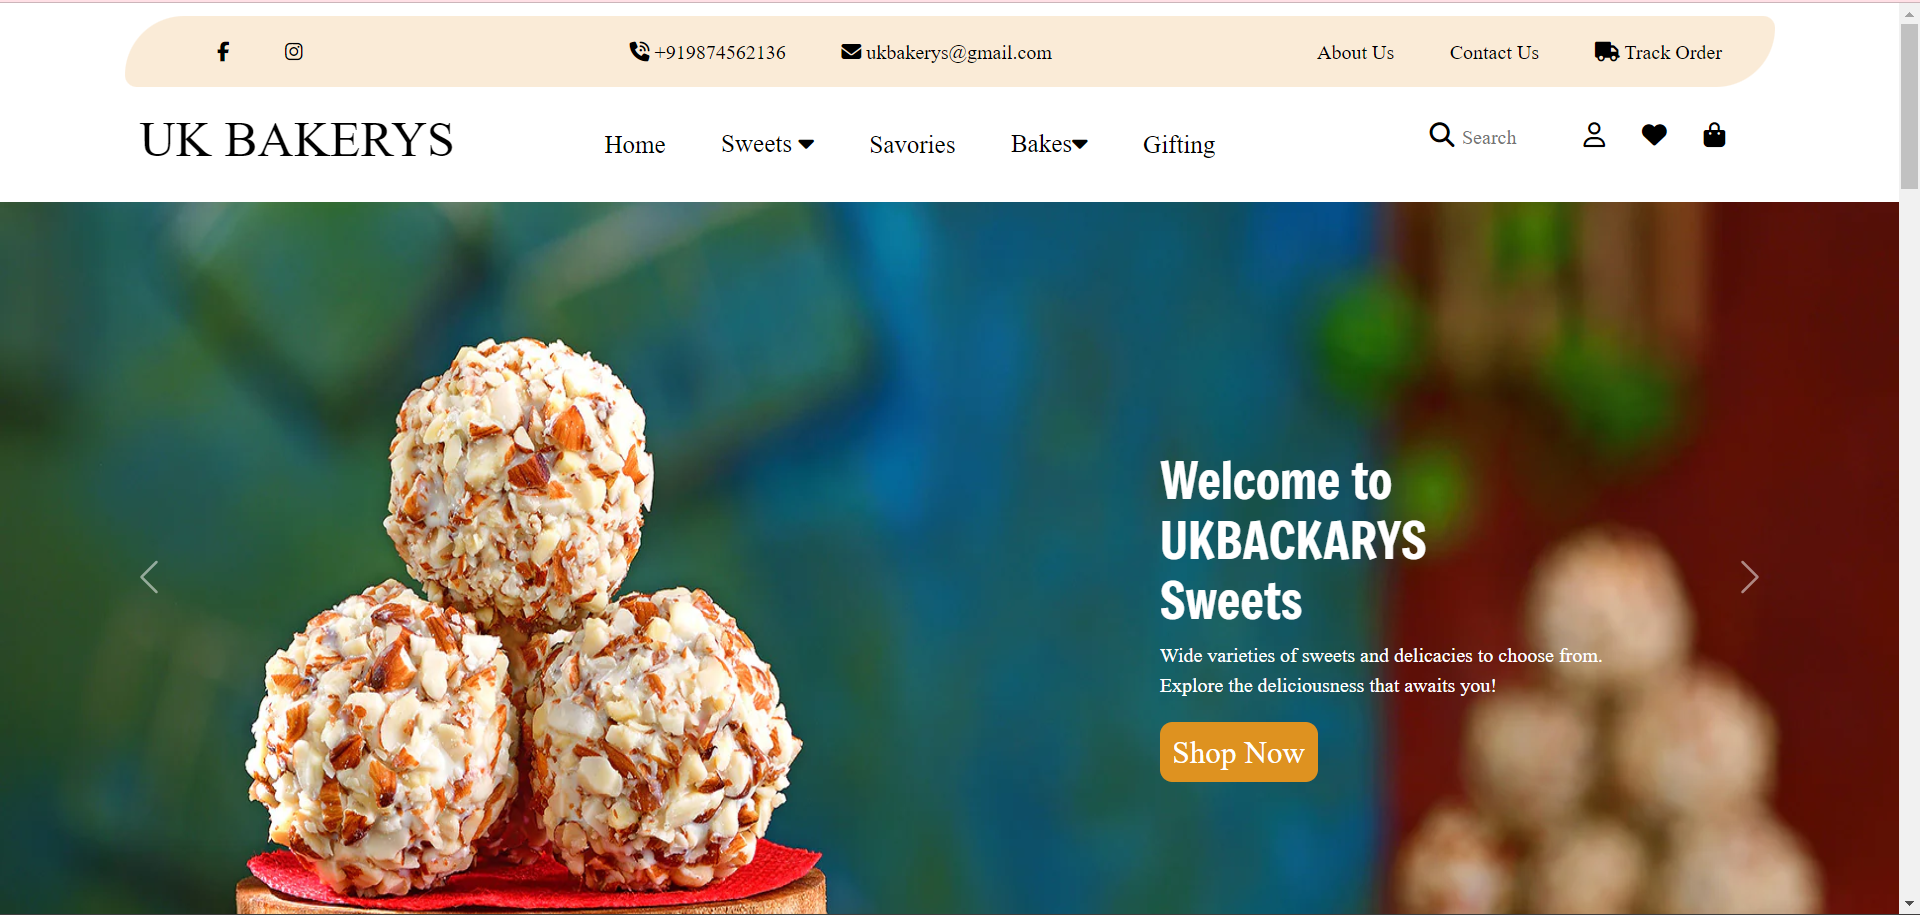 +919874562136 ukbakerys@gmail.com About Us Contact Us Track Order
UK BAKERYS Home Sweets Savories Bakes Gifting Search
Welcome to
UKBACKARYS
Sweets
Wide varieties of sweets and delicacies to choose from.
Explore the deliciousness that awaits you!
Shop Now